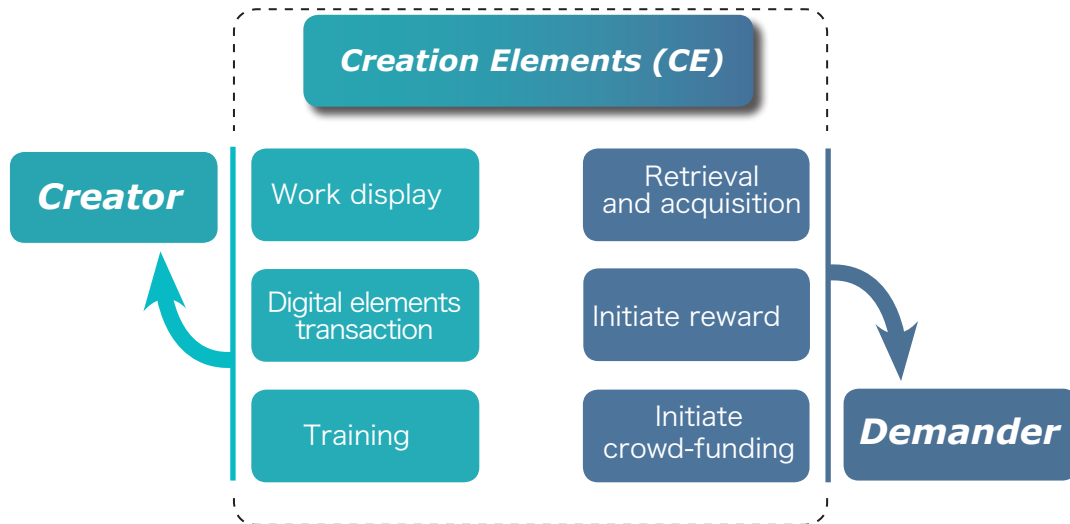 Creation Elements (CE)
Creator
Work display
Digital elements
transaction
Training
Retrieval
and acquisition
Initiate reward
Initiate
crowd-funding
Demander